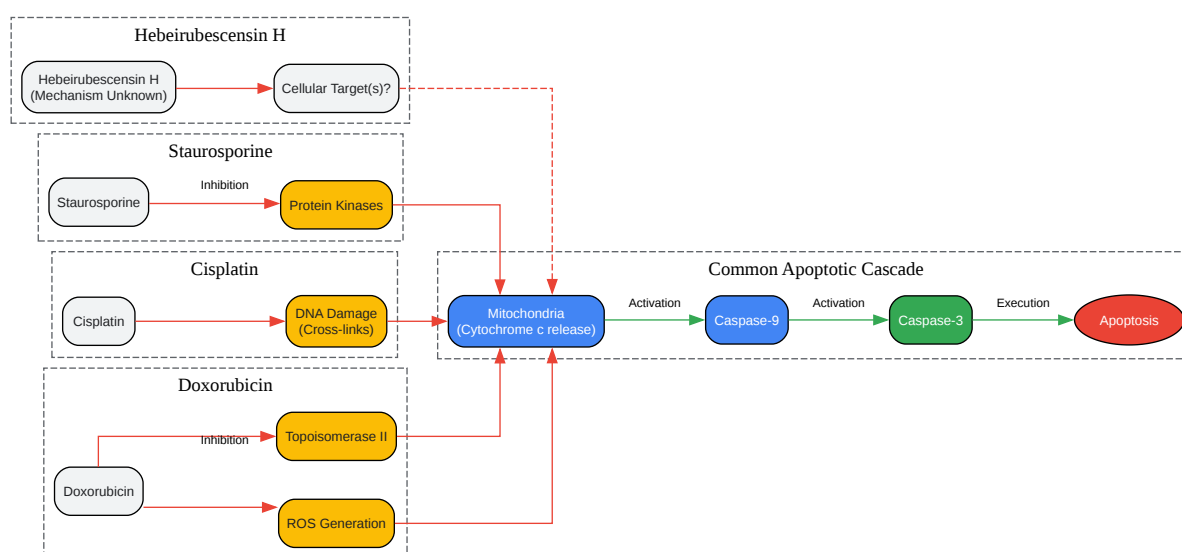 Hebeirubescensin H
Hebeirubescensin H
(Mechanism Unknown)
Cellular Target(s)?
Staurosporine
Staurosporine
Inhibition
Protein Kinases
Cisplatin
Cisplatin
DNA Damage
(Cross-links)
Common Apoptotic Cascade
Mitochondria
(Cytochrome c release)
Activation
Caspase-9
Activation
Caspase-3
Execution
Apoptosis
Doxorubicin
Doxorubicin
Inhibition
Topoisomerase II
ROS Generation